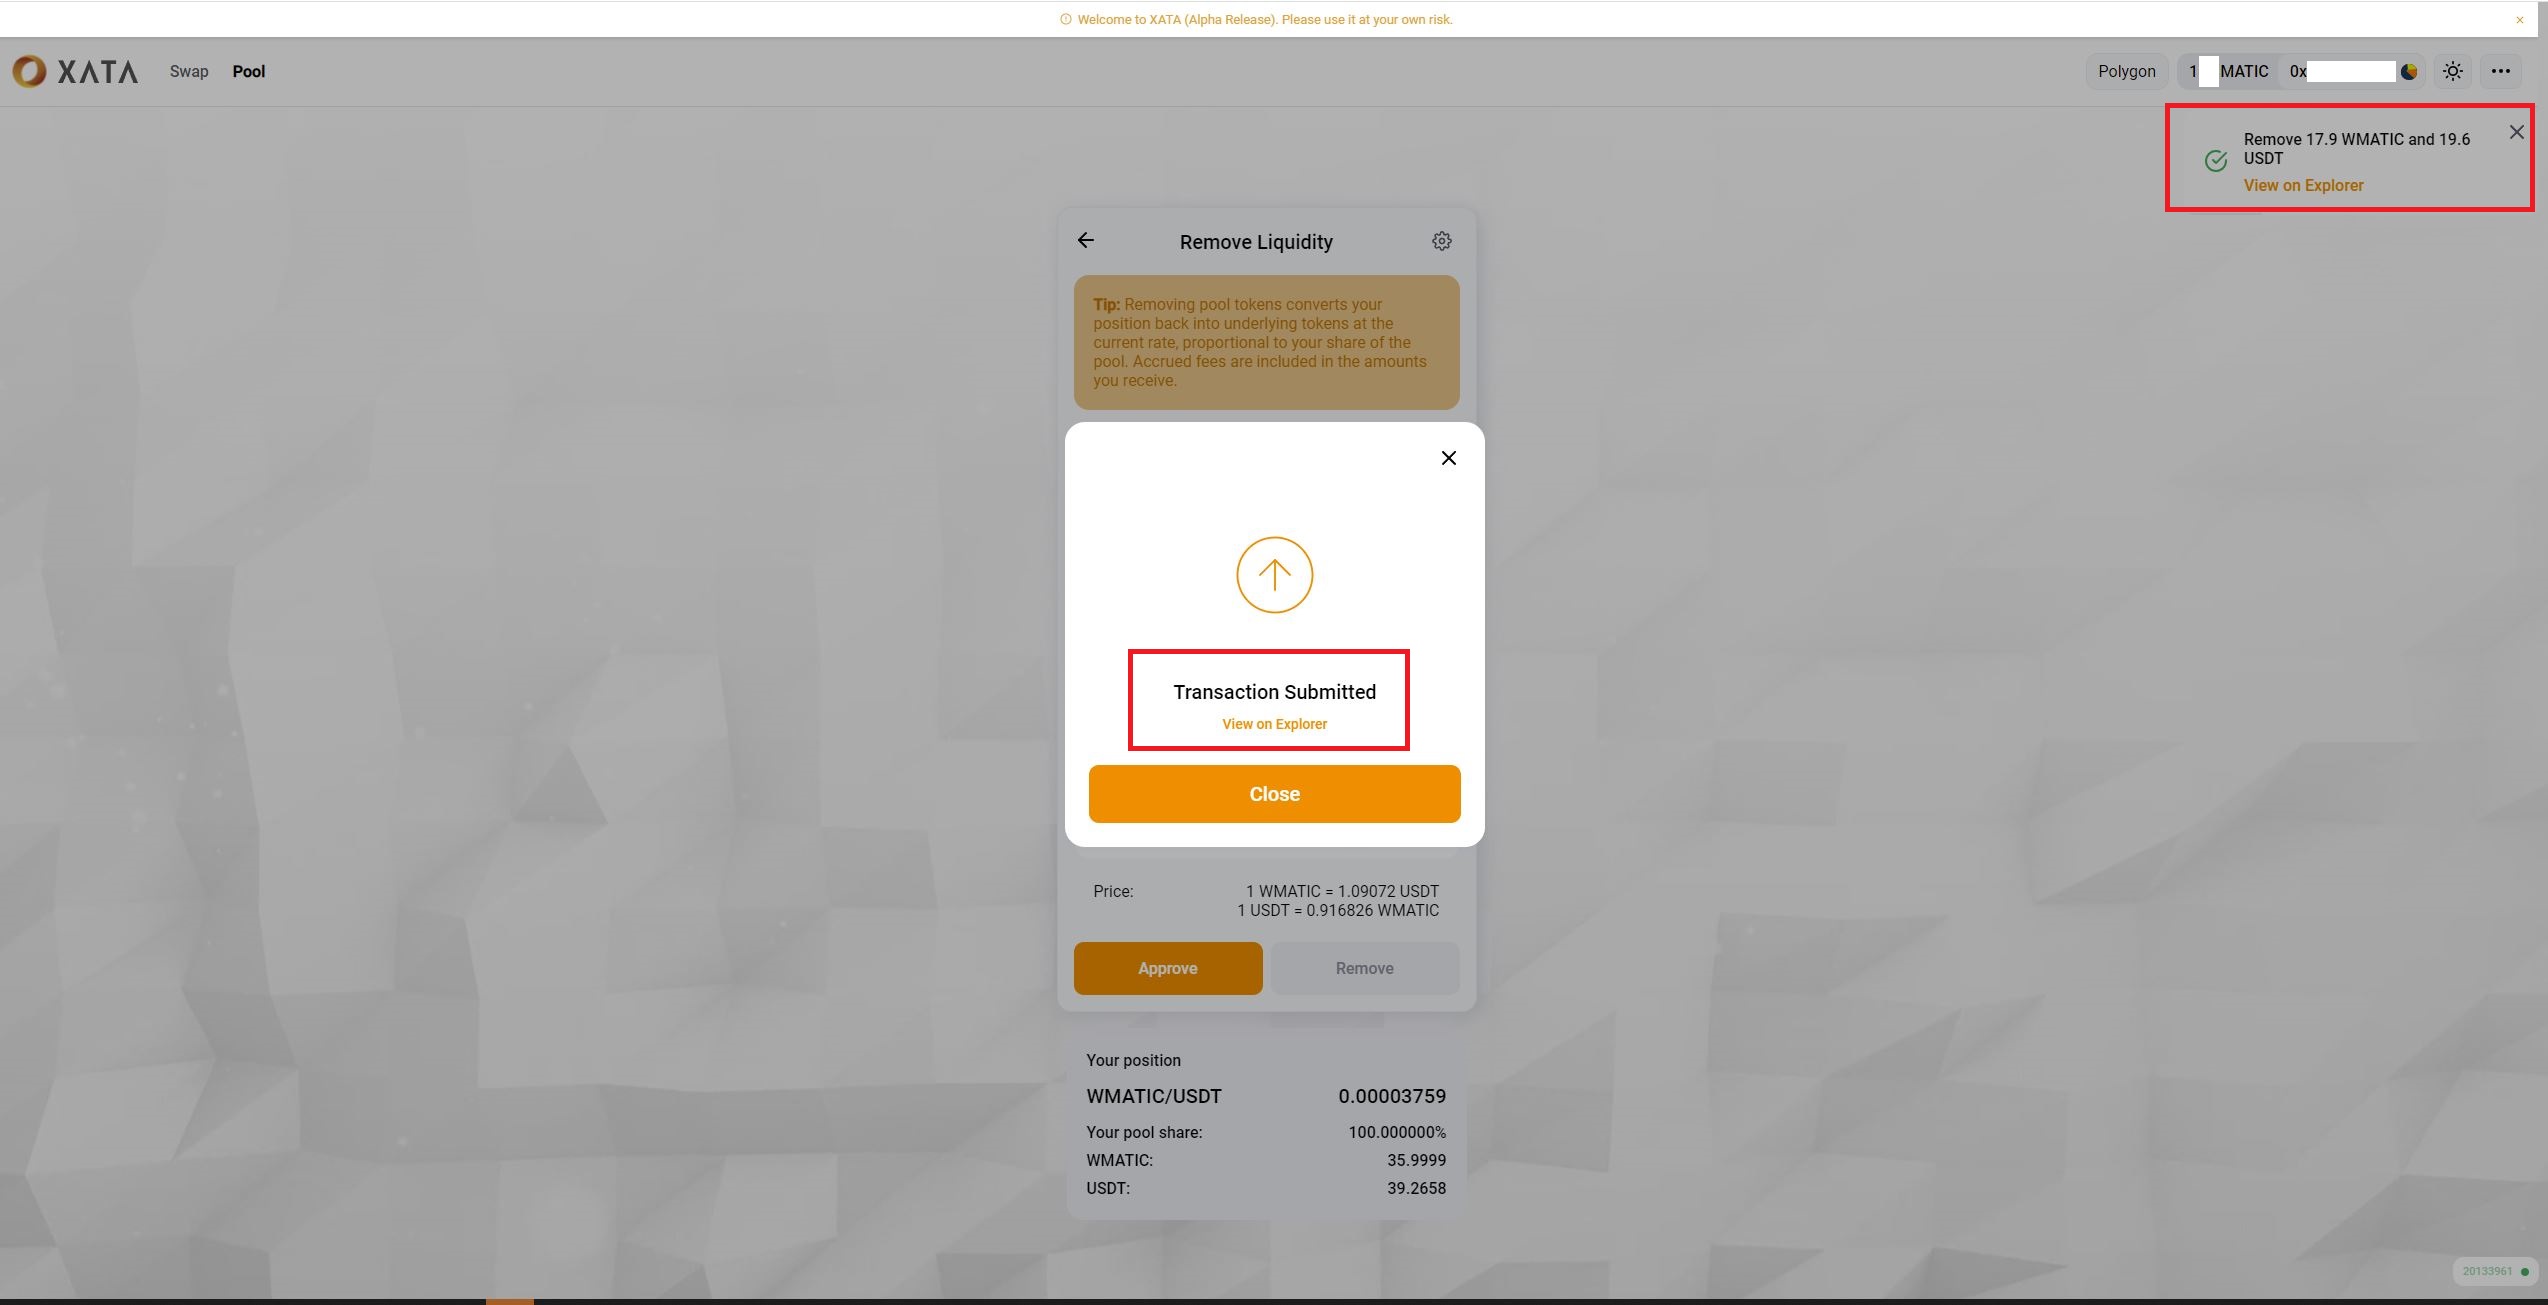 Welcome to XATA (Alpha Release). Please use it at your own risk.
XATA
Swap
Pool
Polygon
1 MATIC
0x
Remove 17.9 WMATIC and 19.6
USDT
View on Explorer
Remove Liquidity
Tip: Removing pool tokens converts your
position back into underlying tokens at the
current rate, proportional to your share of the
pool. Accrued fees are included in the amounts
you receive.
Transaction Submitted
View on Explorer
Close
Price:
1 WMATIC = 1.09072 USDT
1 USDT = 0.916826 WMATIC
Approve
Remove
Your position
WMATIC/USDT
0.00003759
Your pool share:
100.000000%
WMATIC:
35.9999
USDT:
39.2658
20133961